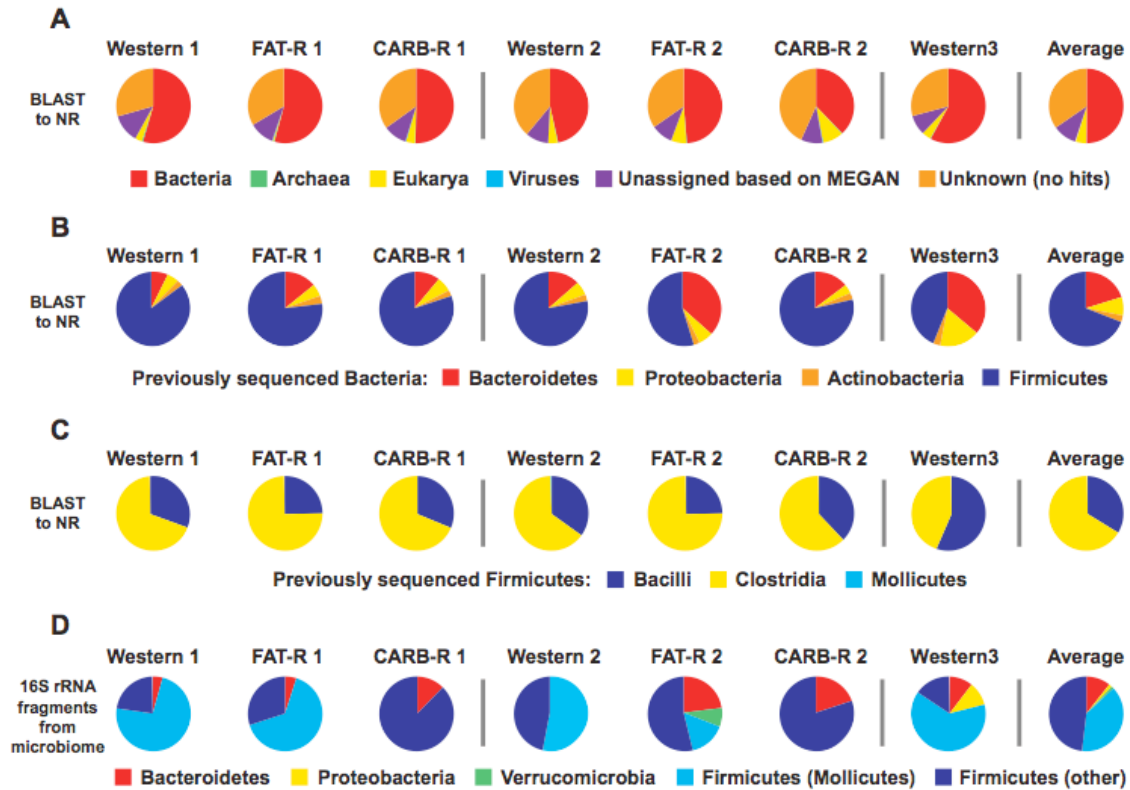 A
Western 1 FAT-R 1 CARB-R 1 Western 2 FAT-R 2 CARB-R 2 Western3 Average
BLAST
to NR
Bacteria Archaea Eukarya Viruses Unassigned based on MEGAN Unknown (no hits)
B
Western 1 FAT-R 1 CARB-R 1 Western 2 FAT-R 2 CARB-R 2 Western3 Average
BLAST
to NR
Previously sequenced Bacteria: Bacteroidetes Proteobacteria Actinobacteria Firmicutes
C
Western 1 FAT-R 1 CARB-R 1 Western 2 FAT-R 2 CARB-R 2 Western3 Average
BLAST
to NR
Previously sequenced Firmicutes: Bacilli Clostridia Mollicutes
D
Western 1 FAT-R 1 CARB-R 1 Western 2 FAT-R 2 CARB-R 2 Western3 Average
16S rRNA
fragments
from
microbiome
Bacteroidetes Proteobacteria Verrucomicrobia Firmicutes (Mollicutes) Firmicutes (other)